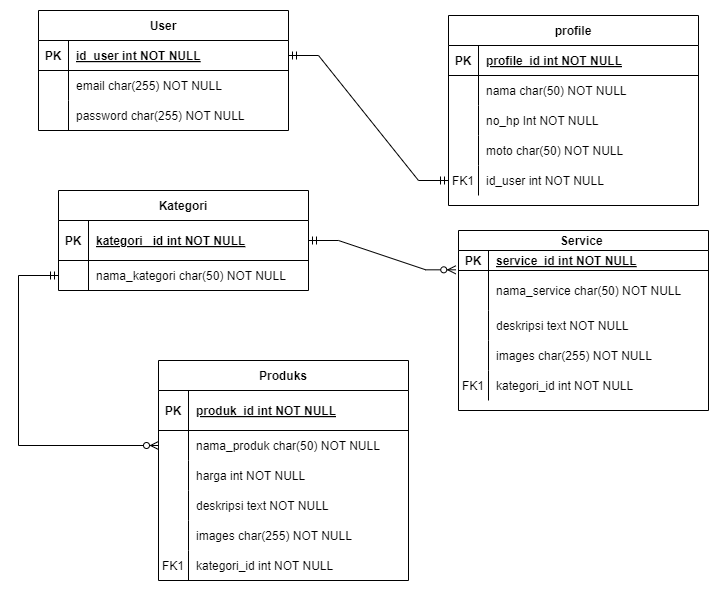 User
PK id_user int NOT NULL
email char(255) NOT NULL
password char(255) NOT NULL
profile
PK profile_id int NOT NULL
nama char(50) NOT NULL
no_hp Int NOT NULL
moto char(50) NOT NULL
FK1 id_user int NOT NULL
Kategori
PK kategori_ id int NOT NULL
nama_kategori char(50) NOT NULL
Service
PK service_id int NOT NULL
nama_service char(50) NOT NULL
deskripsi text NOT NULL
images char(255) NOT NULL
FK1 kategori_id int NOT NULL
Produks
PK produk_id int NOT NULL
nama_produk char(50) NOT NULL
harga int NOT NULL
deskripsi text NOT NULL
images char(255) NOT NULL
FK1 kategori_id int NOT NULL